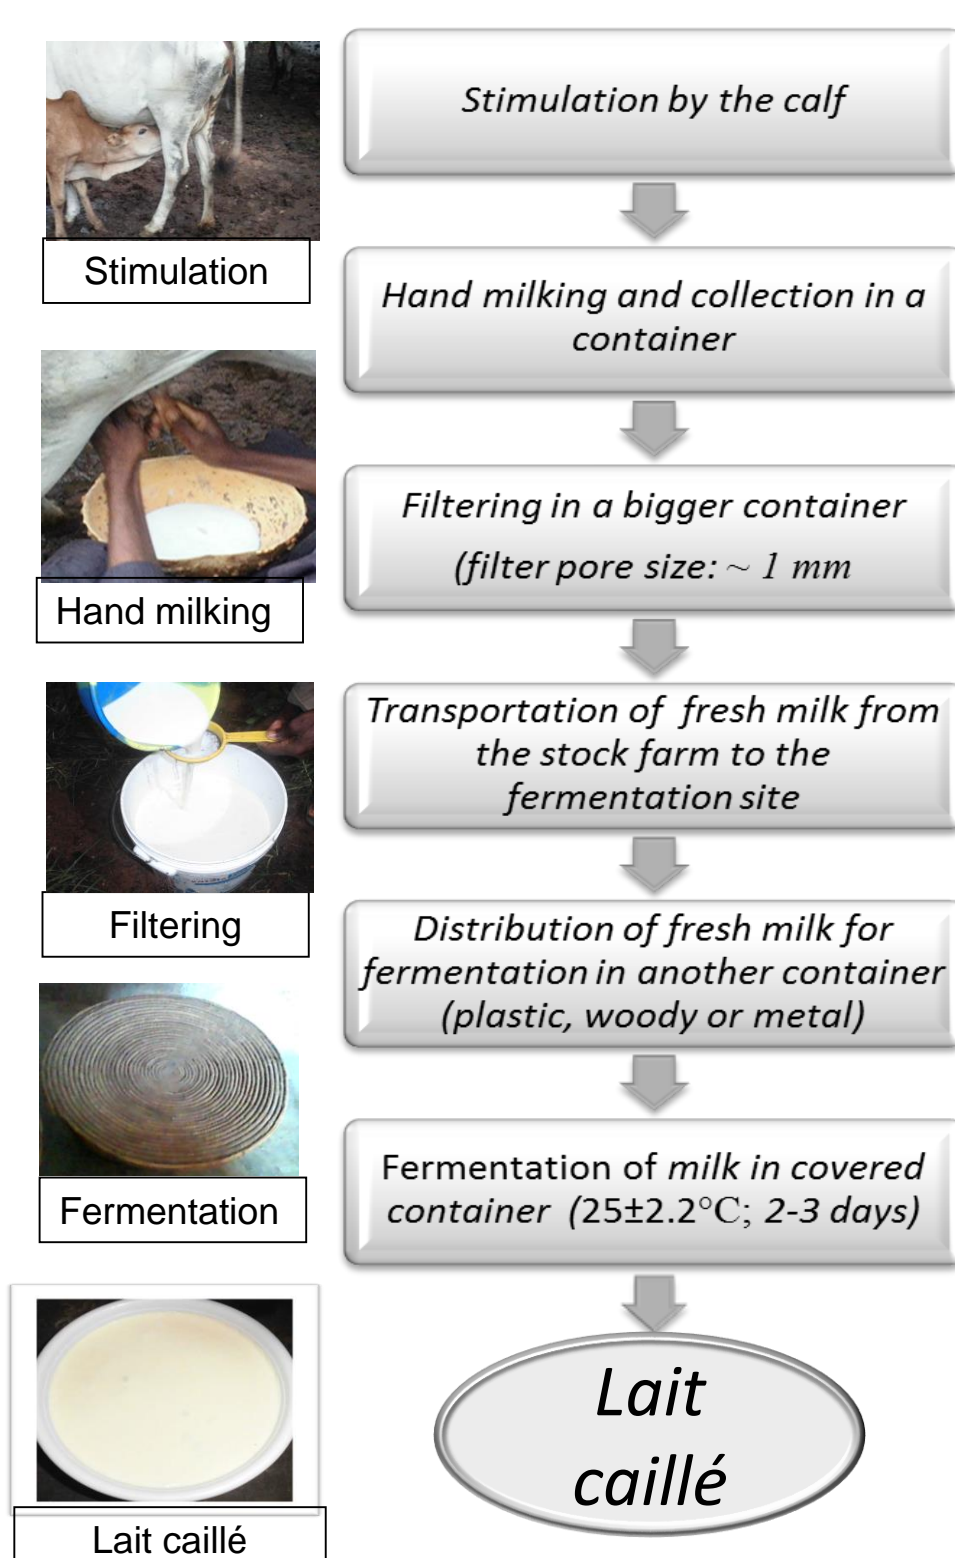 Stimulation by the calf
Stimulation
Hand milking and collection in a
container
Hand milking
Filtering in a bigger container
(filter pore size: ~ 1 mm
Filtering
Transportation of fresh milk from
the stock farm to the
fermentation site
Distribution of fresh milk for
fermentation in another container
(plastic, woody or metal)
Fermentation
Fermentation of milk in covered
container (25±2.2°C; 2-3 days)
Lait
caillé
Lait caillé